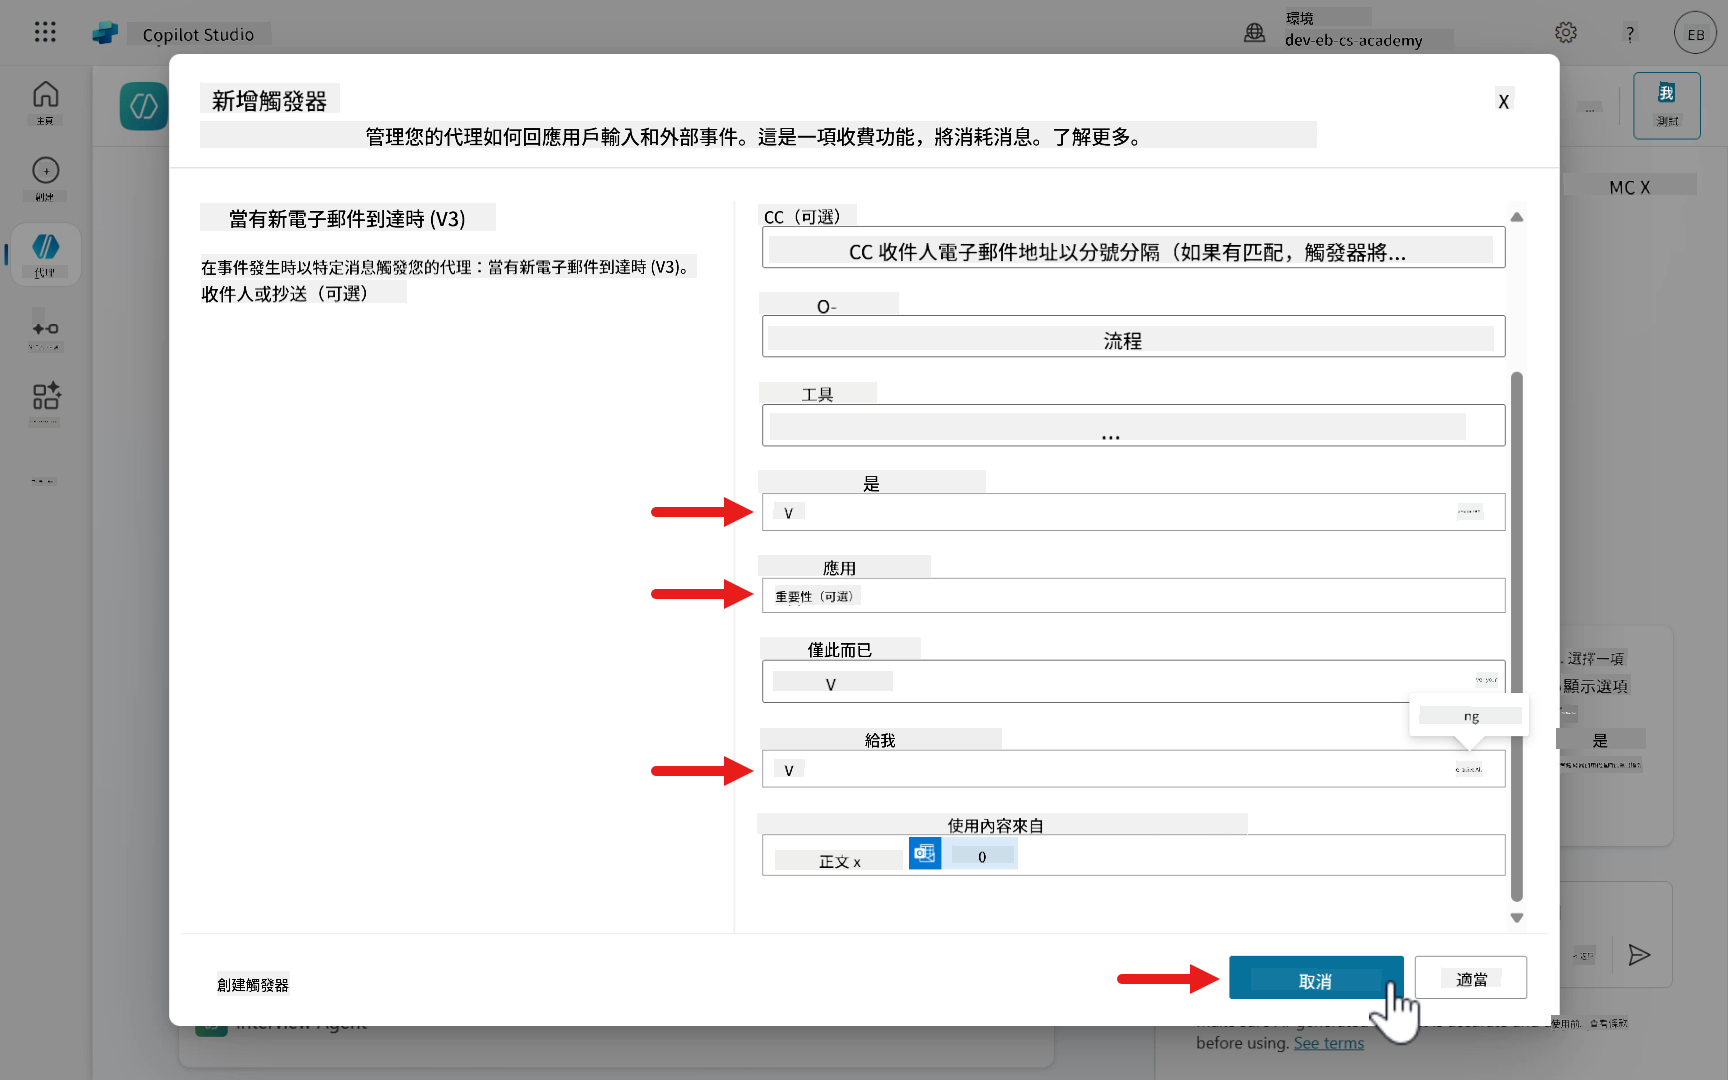 Copilot Studio
環境
dev-eb-cs-academy
?
EB
主頁
創建
代理
新增觸發器
X
管理您的代理如何回應用戶輸入和外部事件。這是一項收費功能，將消耗消息。了解更多。
當有新電子郵件到達時 (V3)
在事件發生時以特定消息觸發您的代理：當有新電子郵件到達時 (V3)。
收件人或抄送（可選）
CC（可選）
CC 收件人電子郵件地址以分號分隔（如果有匹配，觸發器將...
O-
流程
工具
...
是
V
應用
重要性（可選）
僅此而已
V
ng
給我
V
使用內容來自
正文 x
()
創建觸發器
取消
適當
...
我
測試
MC X
選擇一項
顯示選項
是
Interview Agent
使用前. 查看條款
before using. See terms